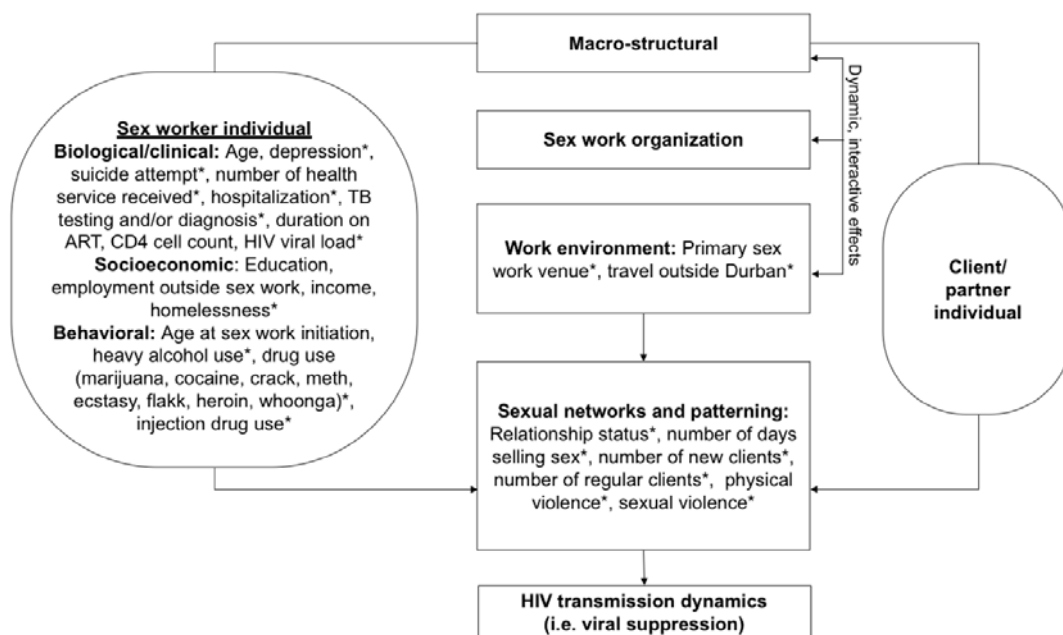 Macro-structural
Dynamic, interactive effects
Sex work organization
Sex worker individual
Biological/clinical: Age, depression*,
suicide attempt*, number of health
service received*, hospitalization*, TB
testing and/or diagnosis*, duration on
ART, CD4 cell count, HIV viral load*
Socioeconomic: Education,
employment outside sex work, income,
homelessness*
Behavioral: Age at sex work initiation,
heavy alcohol use*, drug use
(marijuana, cocaine, crack, meth,
ecstasy, flakk, heroin, whoonga)*,
injection drug use*
Work environment: Primary sex
work venue*, travel outside Durban*
Client/
partner
individual
Sexual networks and patterning:
Relationship status*, number of days
selling sex*, number of new clients*,
number of regular clients*, physical
violence*, sexual violence*
HIV transmission dynamics
(i.e. viral suppression)